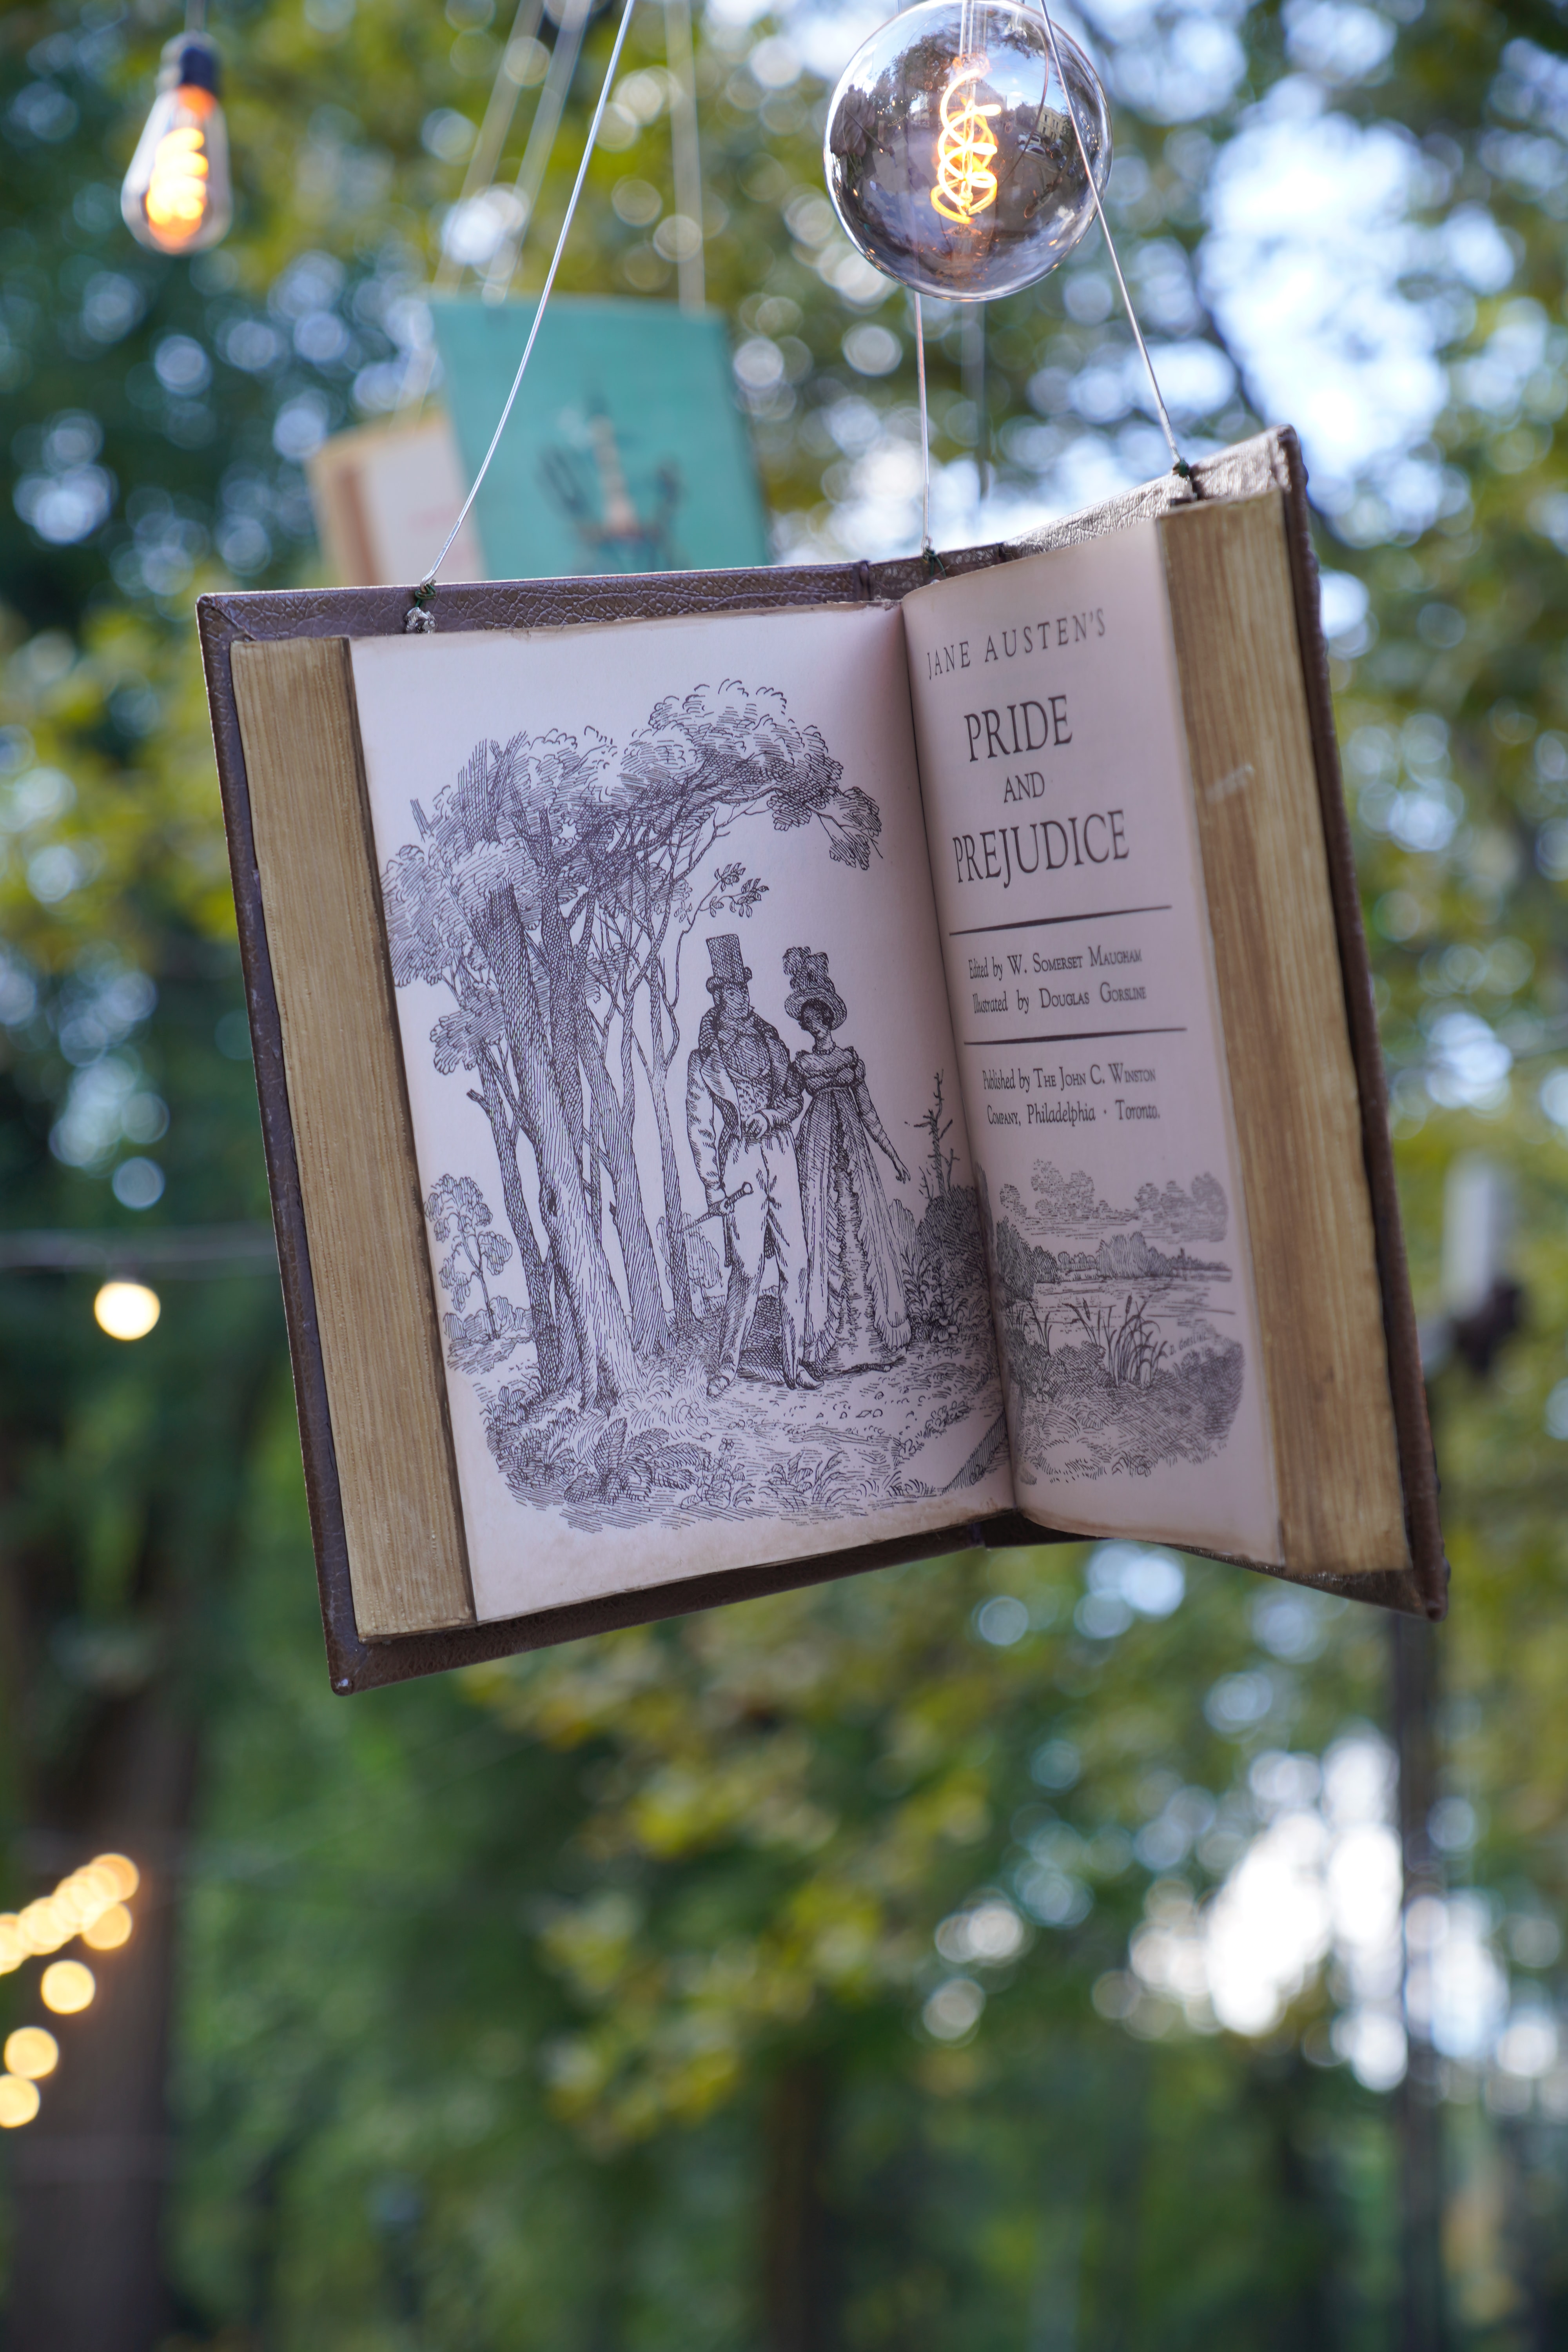 JANE AUSTEN'S
PRIDE
AND
PREJUDICE
Edited by W. SOMERSET MAUGHAM
Illustrated by DOUGLAS GORSLINE
Published by THE JOHN C. WINSTON
COMPANY, Philadelphia · Toronto.